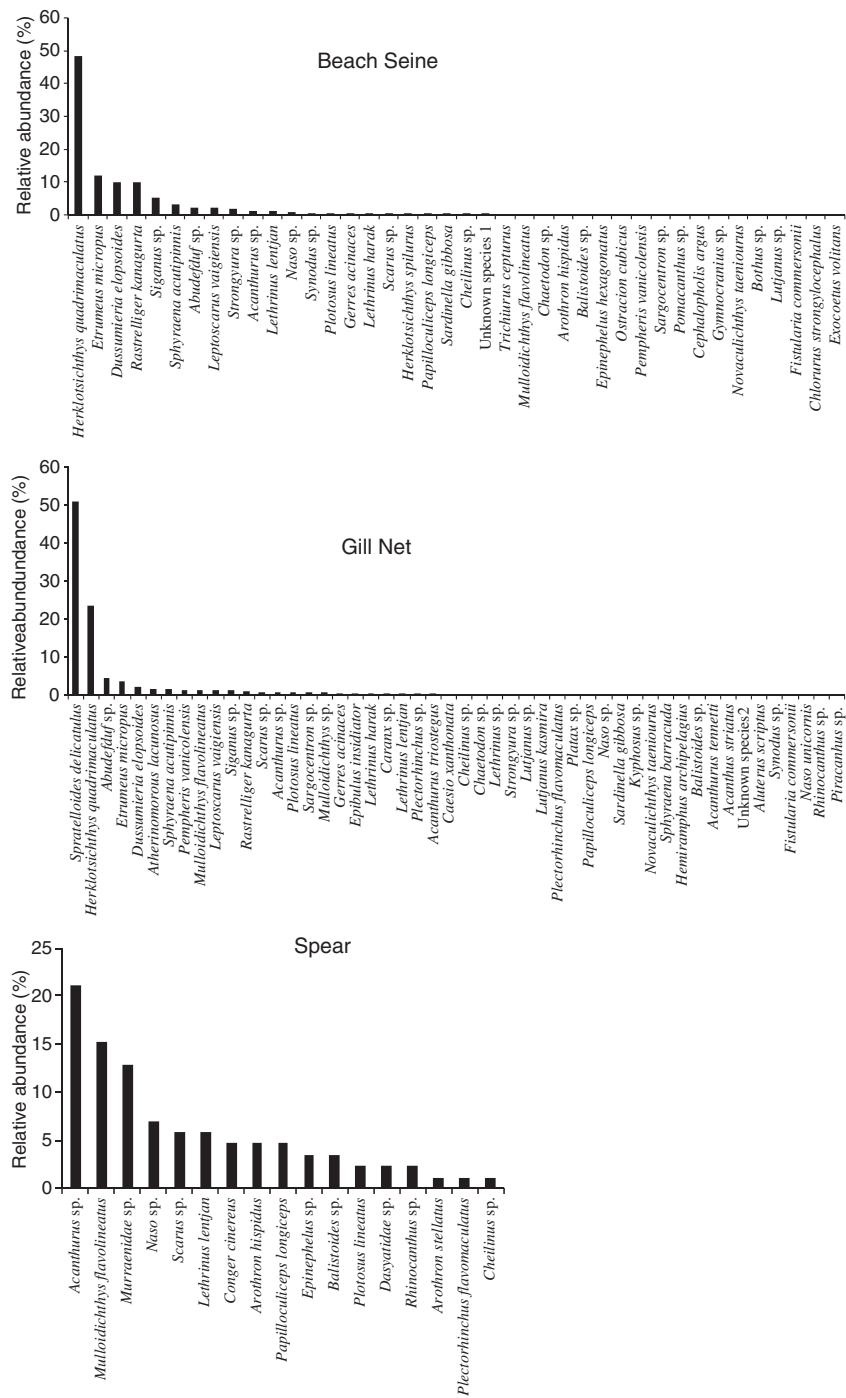 Beach Seine
Relative abundance (%)
60
50
40
30
20
10
0
Herklotsichthys quadrimaculatus
Etrumeus micropus
Dussumieria elopsoides
Rastrelliger kanagurta
Siganus sp.
Sphyraena acutipinnis
Abudefduf sp.
Leptoscarus vaigiensis
Strongyura sp.
Acanthurus sp.
Lethrinus lentjan
Naso sp.
Synodus sp.
Plotosus lineatus
Gerres acinaces
Lethrinus harak
Scarus sp.
Herklotsichthys spilurus
Papilloculiceps longiceps
Sardinella gibbosa
Cheilinus sp.
Unknown species 1
Trichiurus cepturus
Mulloidichthys flavolineatus
Chaetodon sp.
Arothron hispidus
Balistoides sp.
Epinephelus hexagonatus
Ostracion cubicus
Pempheris vanicolensis
Sargocentron sp.
Pomacanthus sp.
Cephalopholis argus
Gymnocranius sp.
Novaculichthys taeniourus
Bothus sp.
Lutjanus sp.
Fistularia commersonii
Chlorurus strongylocephalus
Exocoetus volitans
Gill Net
Relativeabundundance (%)
60
50
40
30
20
10
0
Spratelloides delicatulus
Herklotsichthys quadrimaculatus
Abudefduf sp.
Etrumeus micropus
Dussumieria elopsoides
Atherinomorous lacunosus
Sphyraena acutipinnis
Pempheris vanicolensis
Mulloidichthys flavolineatus
Leptoscarus vaigiensis
Siganus sp.
Rastrelliger kanagurta
Scarus sp.
Acanthurus sp.
Plotosus lineatus
Sargocentron sp.
Mulloidichthys sp.
Gerres acinaces
Epibulus insidiator
Lethrinus harak
Caranx sp.
Lethrinus lentjan
Plectorhinchus sp.
Acanthurus triostegus
Caesio xanthonata
Cheilinus sp.
Chaetodon sp.
Lethrinus sp.
Strongyura sp.
Lutjanus sp.
Lutjanus kasmira
Plectorhinchus flavomaculatus
Platax sp.
Papilloculiceps longiceps
Naso sp.
Sardinella gibbosa
Kyphosus sp.
Novaculichthys taeniourus
Sphyraena barracuda
Hemiramphus archipelagius
Balistoides sp.
Acanthurus tennetti
Acanthus striatus
Unknown species2
Aluterus scriptus
Synodus sp.
Fistularia commersonii
Naso unicornis
Rhinocanthus sp.
Piracanthus sp.
Spear
Relative abundance (%)
25
20
15
10
5
0
Acanthurus sp.
Mulloidichthys flavolineatus
Murraenidae sp.
Naso sp.
Scarus sp.
Lethrinus lentjan
Conger cinereus
Arothron hispidus
Papilloculiceps longiceps
Epinephelus sp.
Balistoides sp.
Plotosus lineatus
Dasyatidae sp.
Rhinocanthus sp.
Arothron stellatus
Plectorhinchus flavomaculatus
Cheilinus sp.